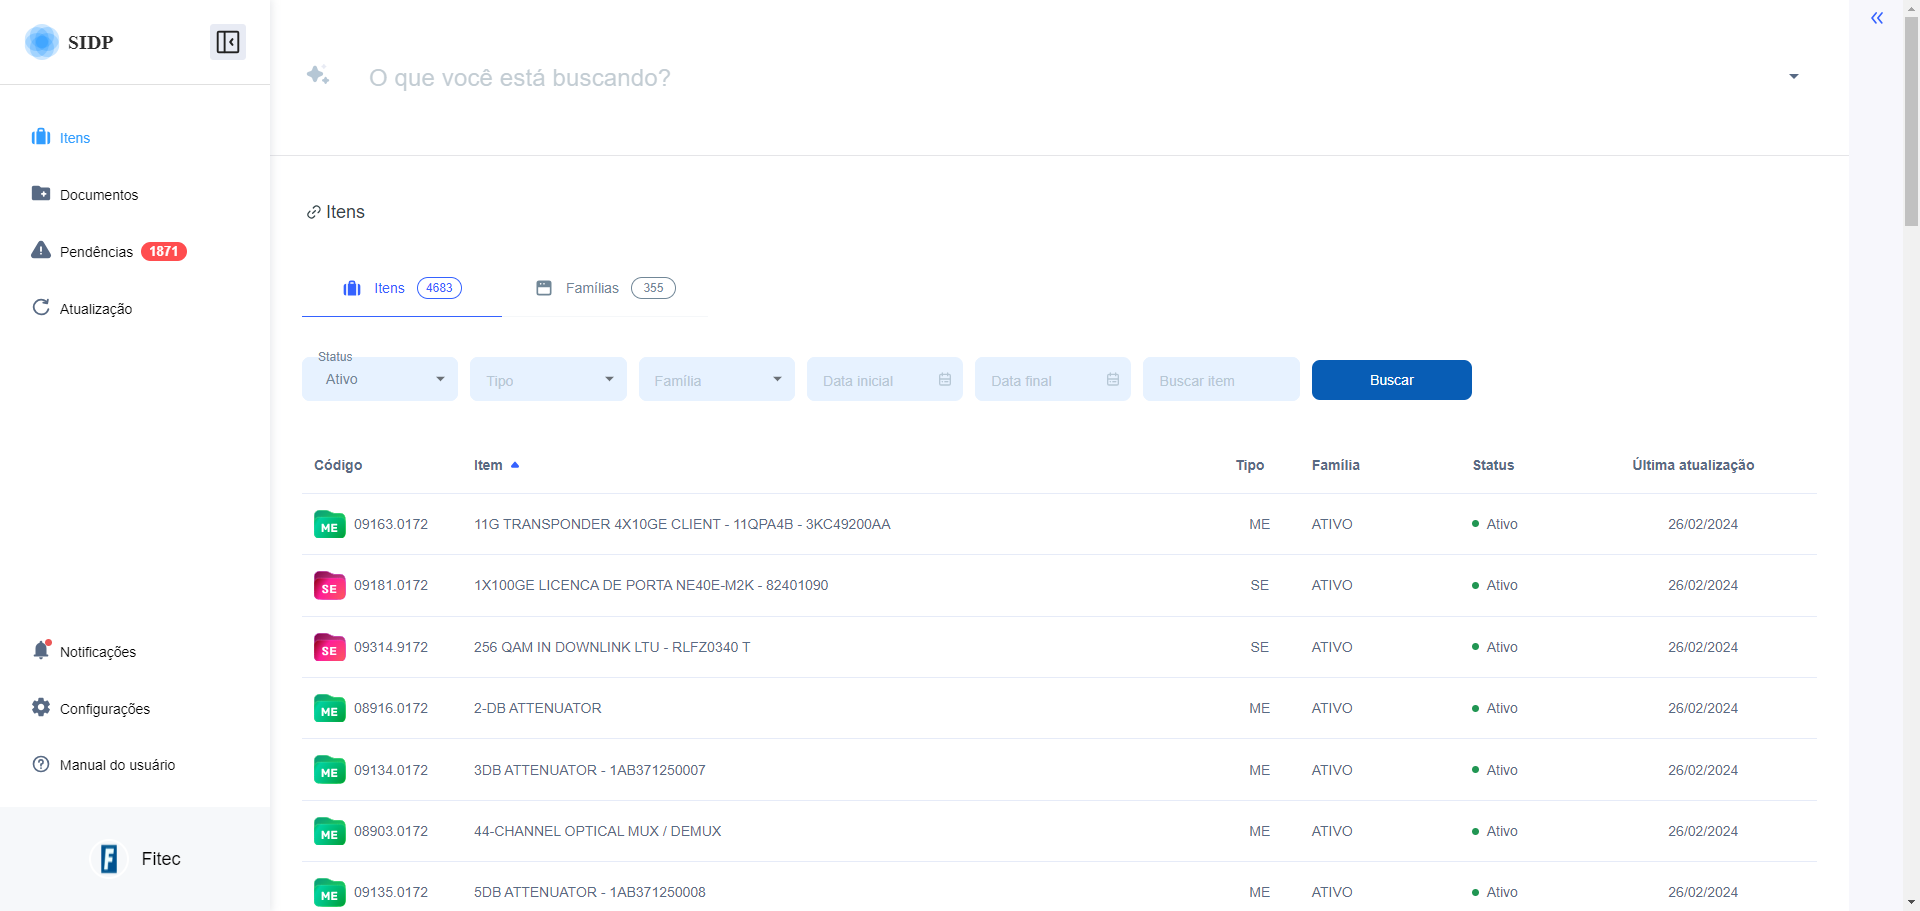 SIDP
Itens
Documentos
Pendências 1871
Atualização
Notificações
Configurações
Manual do usuário
Fitec
O que você está buscando?
Itens
Itens 4683 Famílias 355
Status
Ativo Tipo Família Data inicial Data final Buscar item Buscar
Código Item Tipo Família Status Última atualização
ME 09163.0172 11G TRANSPONDER 4X10GE CLIENT - 11QPA4B - 3KC49200AA ME ATIVO Ativo 26/02/2024
SE 09181.0172 1X100GE LICENCA DE PORTA NE40E-M2K - 82401090 SE ATIVO Ativo 26/02/2024
SE 09314.9172 256 QAM IN DOWNLINK LTU - RLFZ0340 T SE ATIVO Ativo 26/02/2024
ME 08916.0172 2-DB ATTENUATOR ME ATIVO Ativo 26/02/2024
ME 09134.0172 3DB ATTENUATOR - 1AB371250007 ME ATIVO Ativo 26/02/2024
ME 08903.0172 44-CHANNEL OPTICAL MUX / DEMUX ME ATIVO Ativo 26/02/2024
ME 09135.0172 5DB ATTENUATOR - 1AB371250008 ME ATIVO Ativo 26/02/2024